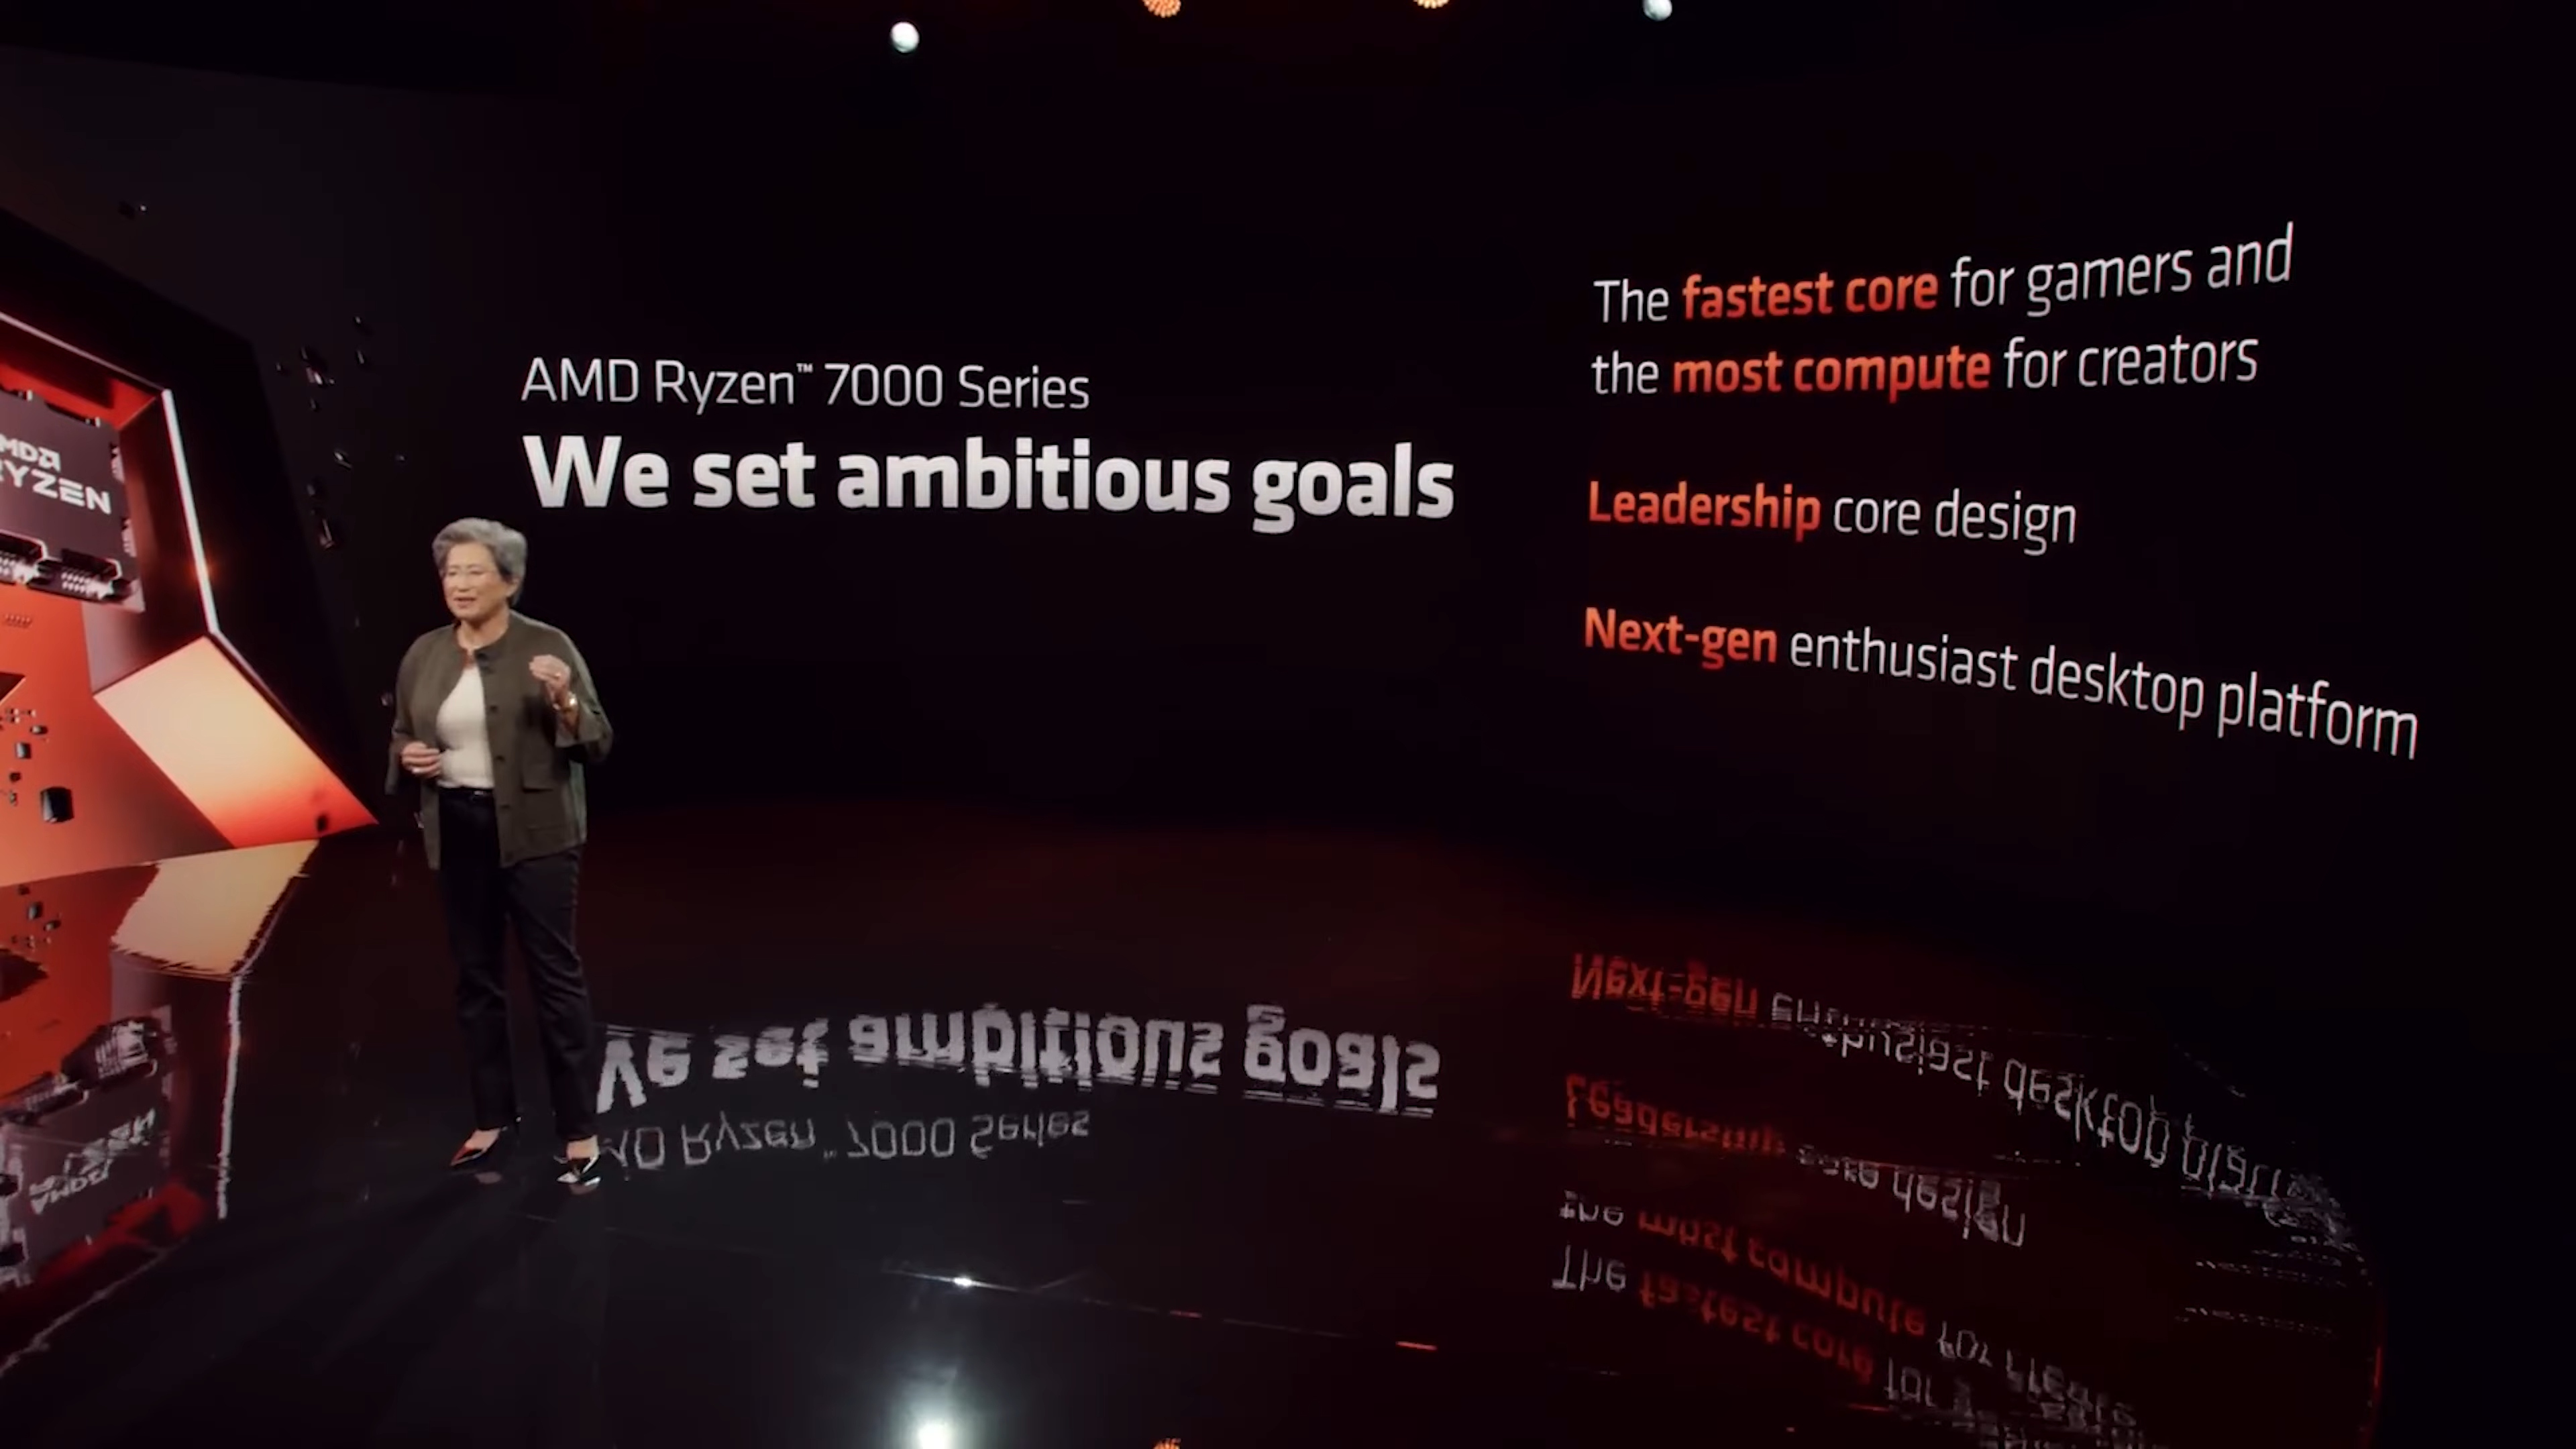 AMD
RYZEN
AMD Ryzen™ 7000 Series
We set ambitious goals
The fastest core for gamers and
the most compute for creators
Leadership core design
Next-gen enthusiast desktop platform